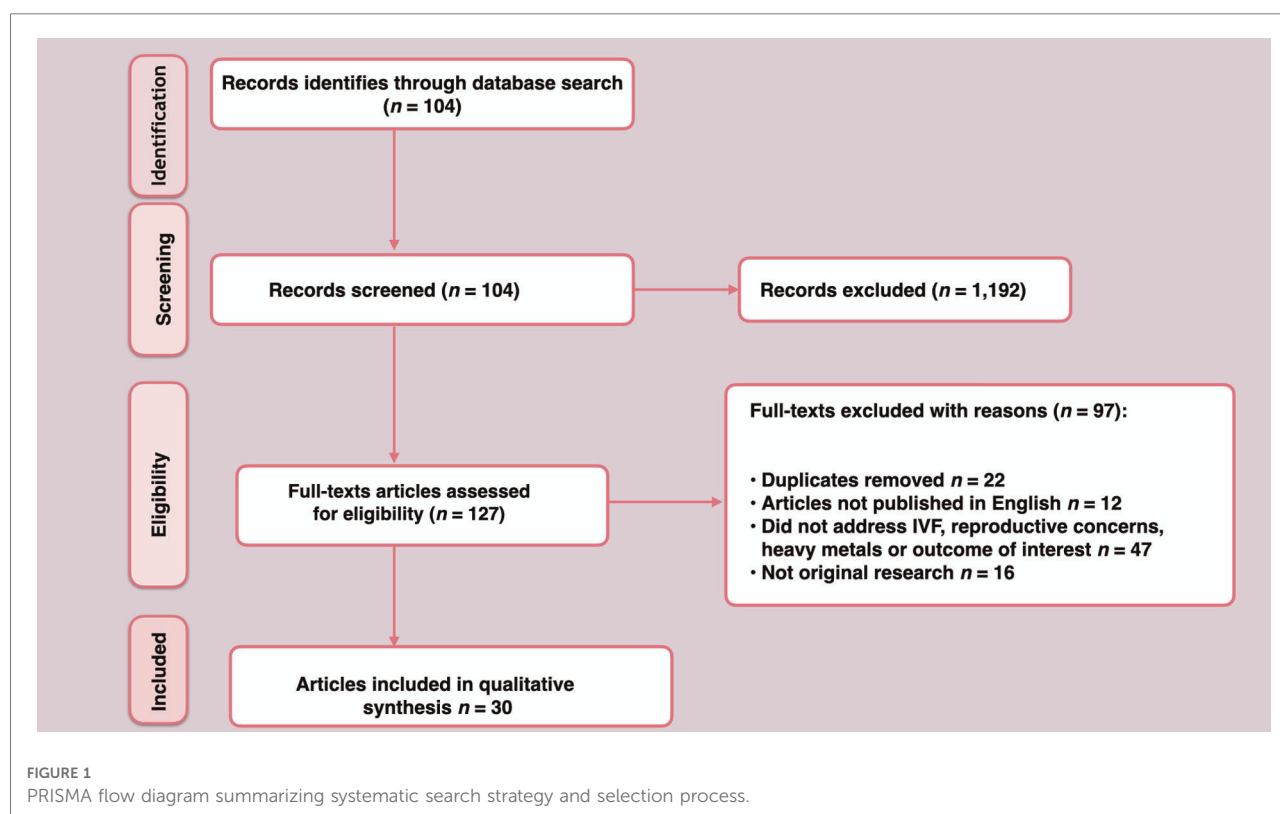 Identification
Records identifies through database search
(n = 104)
Screening
Records screened (n = 104)
Records excluded (n = 1,192)
Eligibility
Full-texts articles assessed
for eligibility (n = 127)
Full-texts excluded with reasons (n = 97):
• Duplicates removed n = 22
• Articles not published in English n = 12
• Did not address IVF, reproductive concerns,
heavy metals or outcome of interest n = 47
• Not original research n = 16
Included
Articles included in qualitative
synthesis n = 30
FIGURE 1
PRISMA flow diagram summarizing systematic search strategy and selection process.